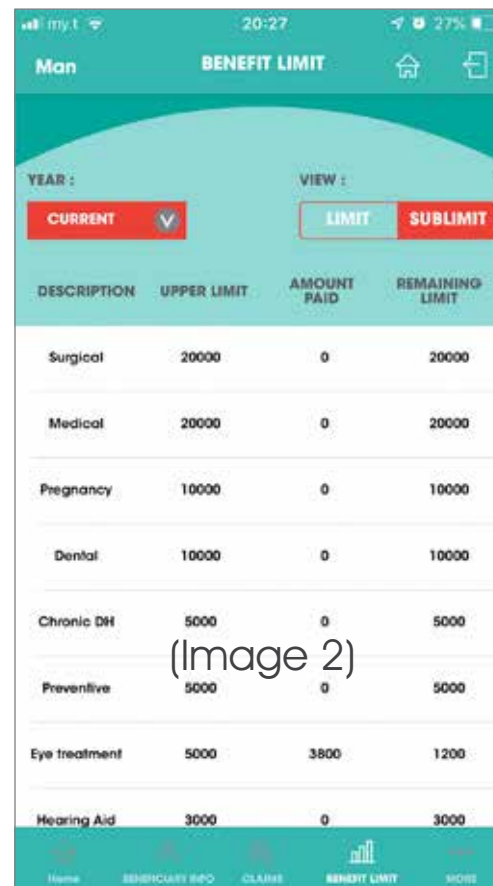 my.t 20:27 27%
Man BENEFIT LIMIT
YEAR : VIEW :
CURRENT V LIMIT SUBLIMIT
DESCRIPTION UPPER LIMIT AMOUNT PAID REMAINING LIMIT
Surgical 20000 0 20000
Medical 20000 0 20000
Pregnancy 10000 0 10000
Dental 10000 0 10000
Chronic DH 5000 0 5000
(Image 2)
Preventive 5000 0 5000
Eye treatment 5000 3800 1200
Hearing Aid 3000 0 3000
Home BENEFICIARY INFO CLAIMS BENEFIT LIMIT MORE